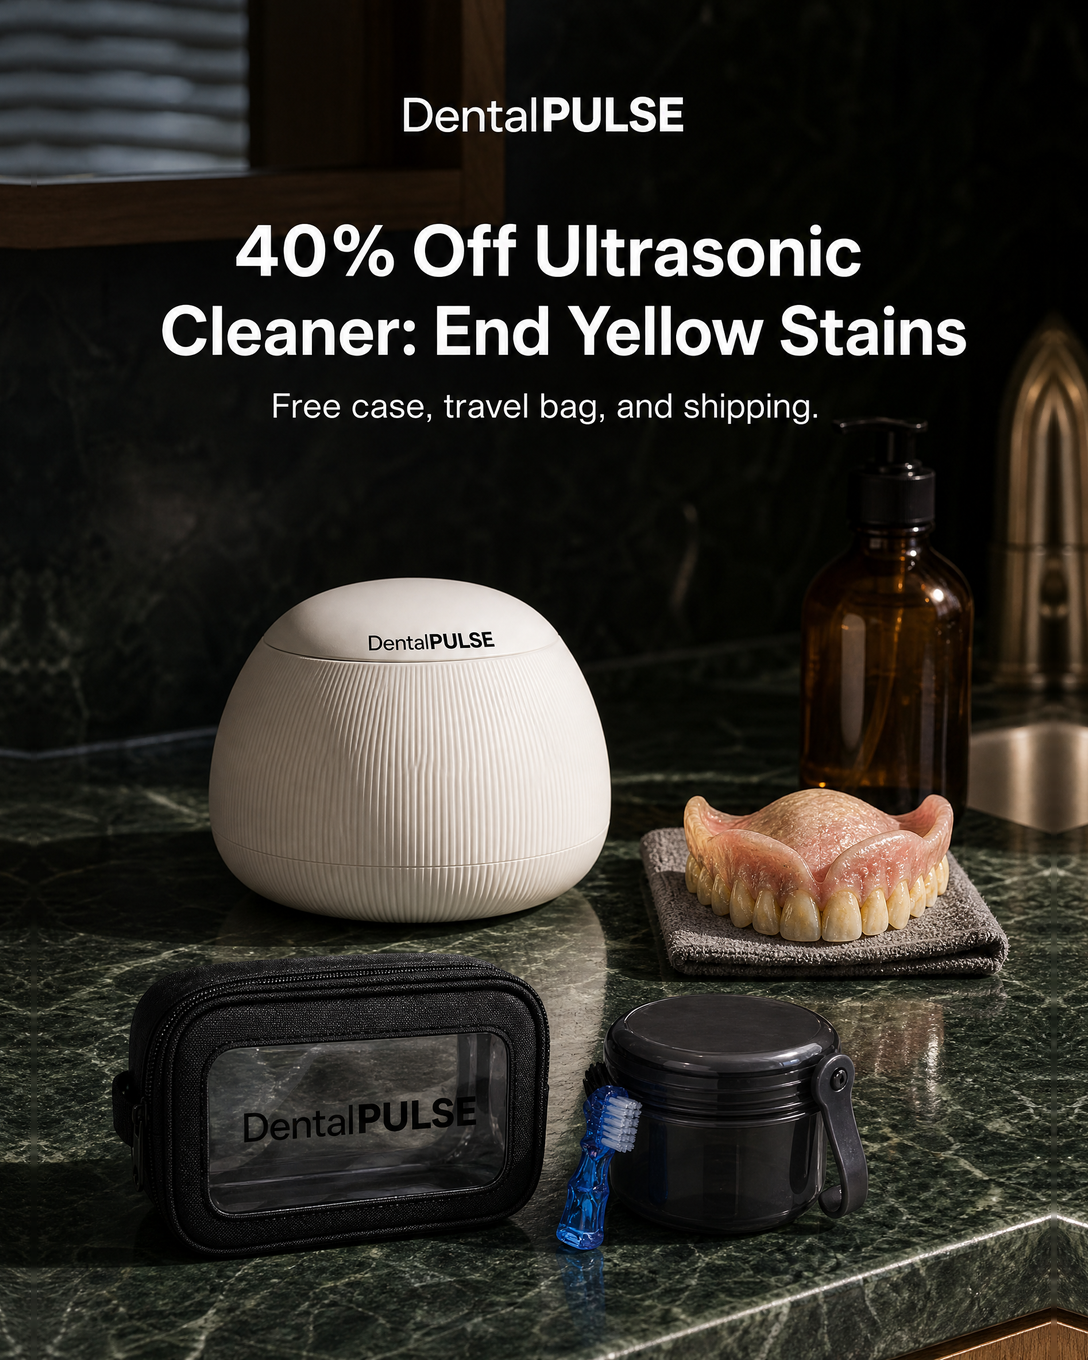 DentalPULSE
40% Off Ultrasonic
Cleaner: End Yellow Stains
Free case, travel bag, and shipping.
DentalPULSE
DentalPULSE